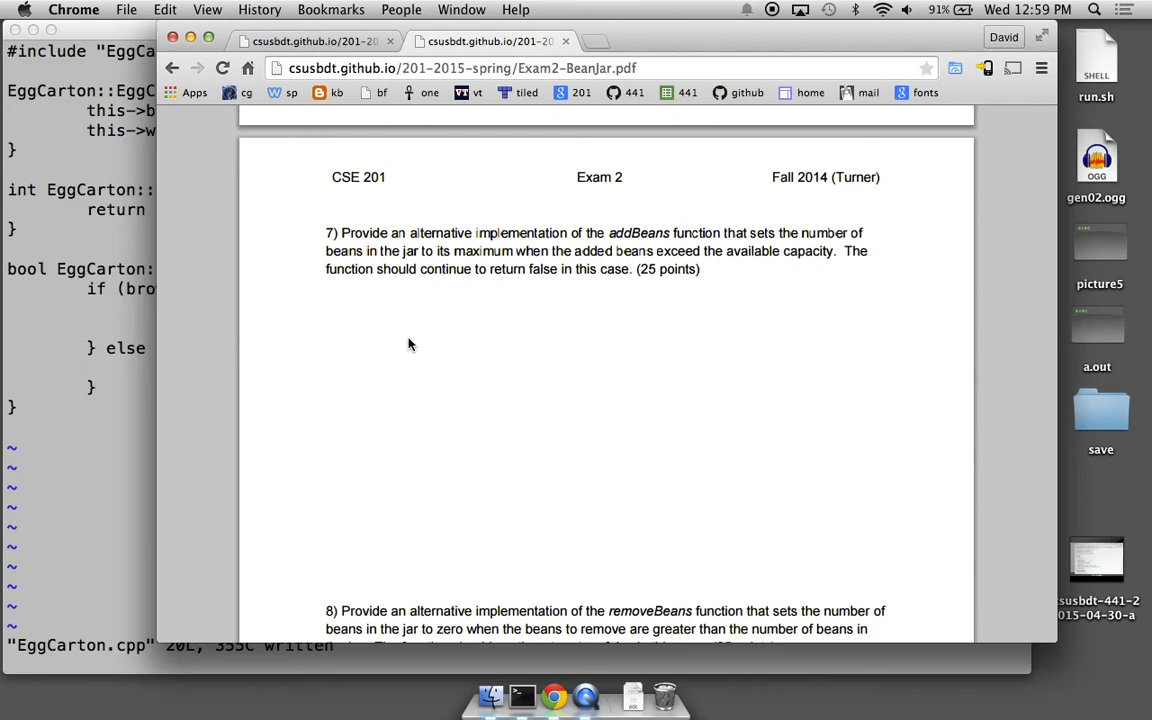 Chrome File Edit View History Bookmarks People Window Help 91% Wed 12:59 PM
csusbdt.github.io/201-20
csusbdt.github.io/201-20
David
csusbdt.github.io/201-2015-spring/Exam2-BeanJar.pdf
Apps cg sp kb bf one vt tiled 201 441 441 github home mail fonts
#include "EggCa
EggCarton::EggC
this->b
this->w
}
int EggCarton::
return
}
bool EggCarton:
if (brow
} else
}
}
~
~
~
~
~
~
~
~
~
~
"EggCarton.cpp" 20L, 355C written
CSE 201 Exam 2 Fall 2014 (Turner)
7) Provide an alternative implementation of the addBeans function that sets the number of
beans in the jar to its maximum when the added beans exceed the available capacity. The
function should continue to return false in this case. (25 points)
8) Provide an alternative implementation of the removeBeans function that sets the number of
beans in the jar to zero when the beans to remove are greater than the number of beans in
SHELL
run.sh
OGG
gen02.ogg
picture5
a.out
save
csusbdt-441-2
015-04-30-a